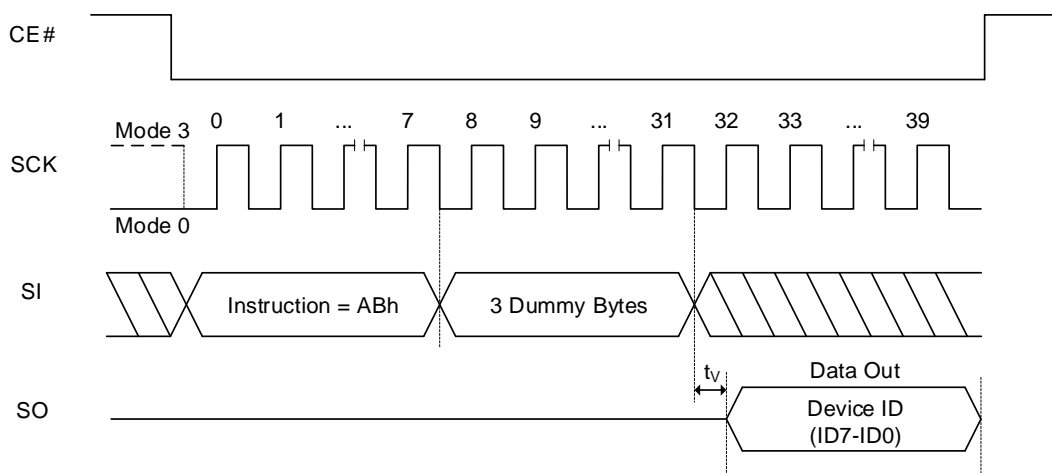 CE#
0 1 ... 7 8 9 ... 31 32 33 ... 39
Mode 3
SCK
Mode 0
SI
Instruction = ABh
3 Dummy Bytes
tV
Data Out
SO
Device ID
(ID7-ID0)